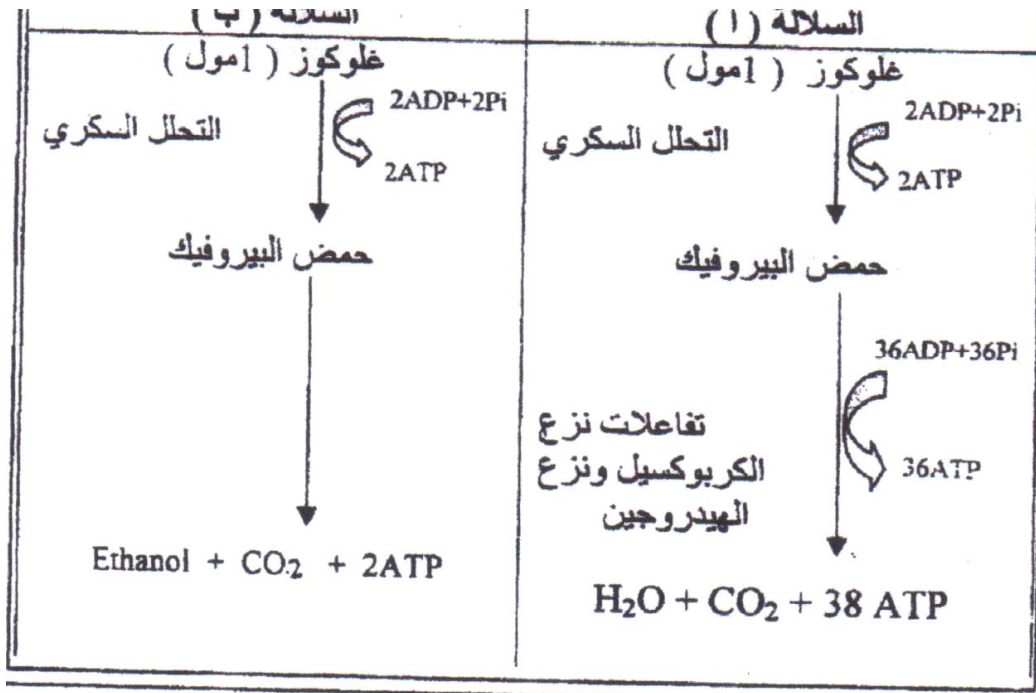 السلالة ( أ )
غلوكوز ( 1مول )
2ADP+2Pi
التحلل السكري
2ATP
حمض البيروفيك
36ADP+36Pi
تفاعلات نزع
الكربوكسيل ونزع
الهيدروجين
36ATP
H₂O + CO₂ + 38 ATP
السلالة ( ب )
غلوكوز ( 1مول )
2ADP+2Pi
التحلل السكري
2ATP
حمض البيروفيك
Ethanol + CO₂ + 2ATP